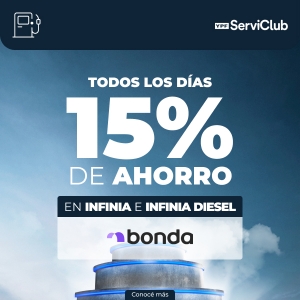 YPF ServiClub
TODOS LOS DÍAS
15%
DE AHORRO
EN INFINIA E INFINIA DIESEL
bonda
Conocé más